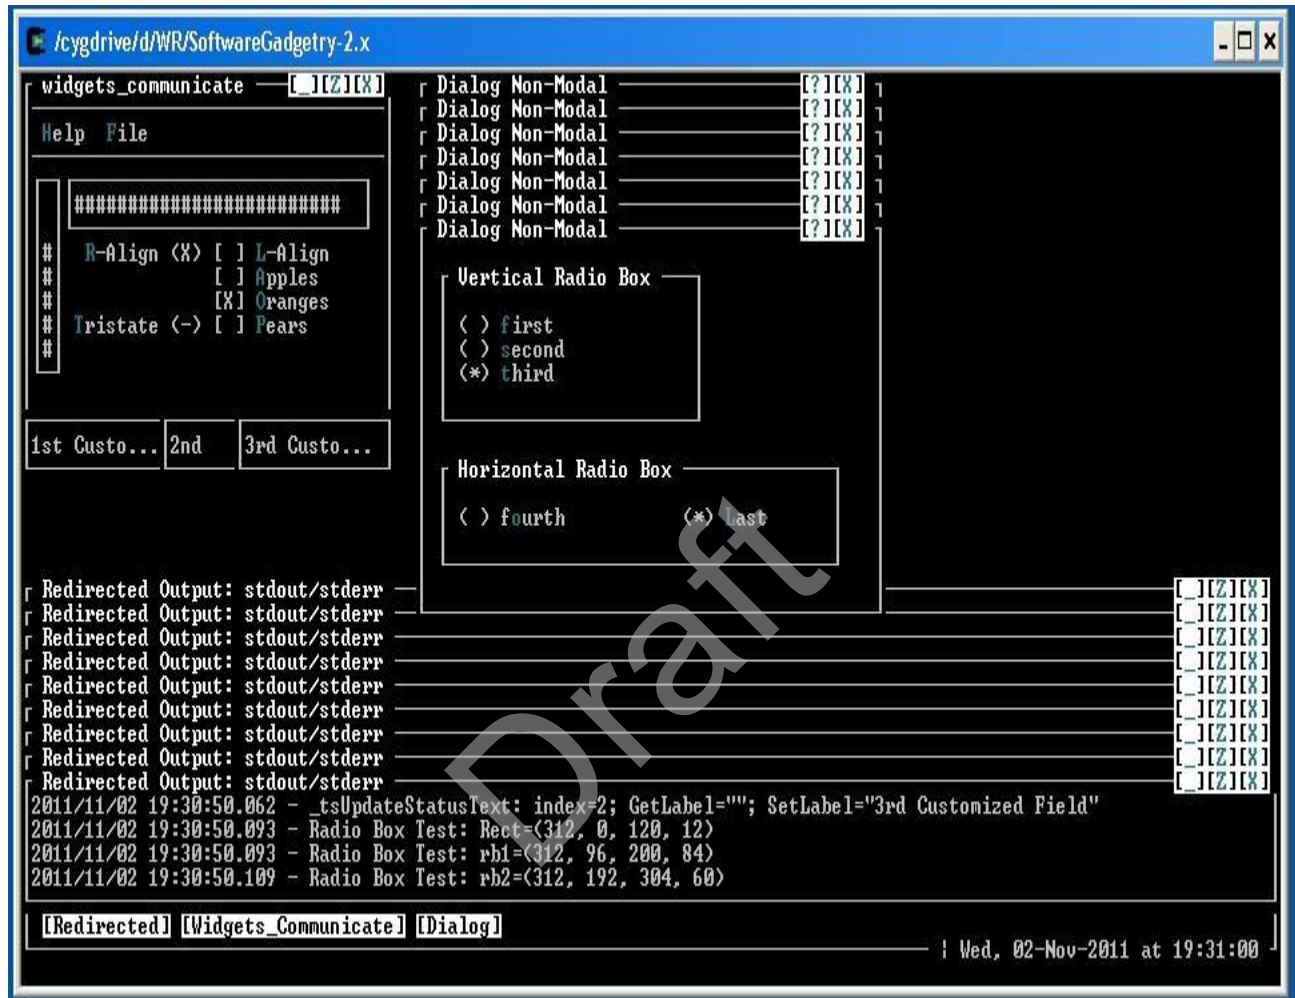 /cygdrive/d/WR/SoftwareGadgetry-2.x
widgets_communicate [_][Z][X]
Help File
########################
R-Align (X) [ ] L-Align
[ ] Apples
[X] Oranges
Tristate (-) [ ] Pears
#
#
#
#
#
1st Custo... 2nd 3rd Custo...
Dialog Non-Modal [?][X]
Dialog Non-Modal [?][X]
Dialog Non-Modal [?][X]
Dialog Non-Modal [?][X]
Dialog Non-Modal [?][X]
Dialog Non-Modal [?][X]
Dialog Non-Modal [?][X]
Vertical Radio Box
( ) first
( ) second
(*) third
Horizontal Radio Box
( ) fourth (*) Last
Redirected Output: stdout/stderr [_][Z][X]
Redirected Output: stdout/stderr [_][Z][X]
Redirected Output: stdout/stderr [_][Z][X]
Redirected Output: stdout/stderr [_][Z][X]
Redirected Output: stdout/stderr [_][Z][X]
Redirected Output: stdout/stderr [_][Z][X]
Redirected Output: stdout/stderr [_][Z][X]
Redirected Output: stdout/stderr [_][Z][X]
Redirected Output: stdout/stderr [_][Z][X]
2011/11/02 19:30:50.062 - _tsUpdateStatusText: index=2; GetLabel=""; SetLabel="3rd Customized Field"
2011/11/02 19:30:50.093 - Radio Box Test: Rect=(312, 0, 120, 12)
2011/11/02 19:30:50.093 - Radio Box Test: rb1=(312, 96, 200, 84)
2011/11/02 19:30:50.109 - Radio Box Test: rb2=(312, 192, 304, 60)
[Redirected] [Widgets_Communicate] [Dialog]
¦ Wed, 02-Nov-2011 at 19:31:00
Draft